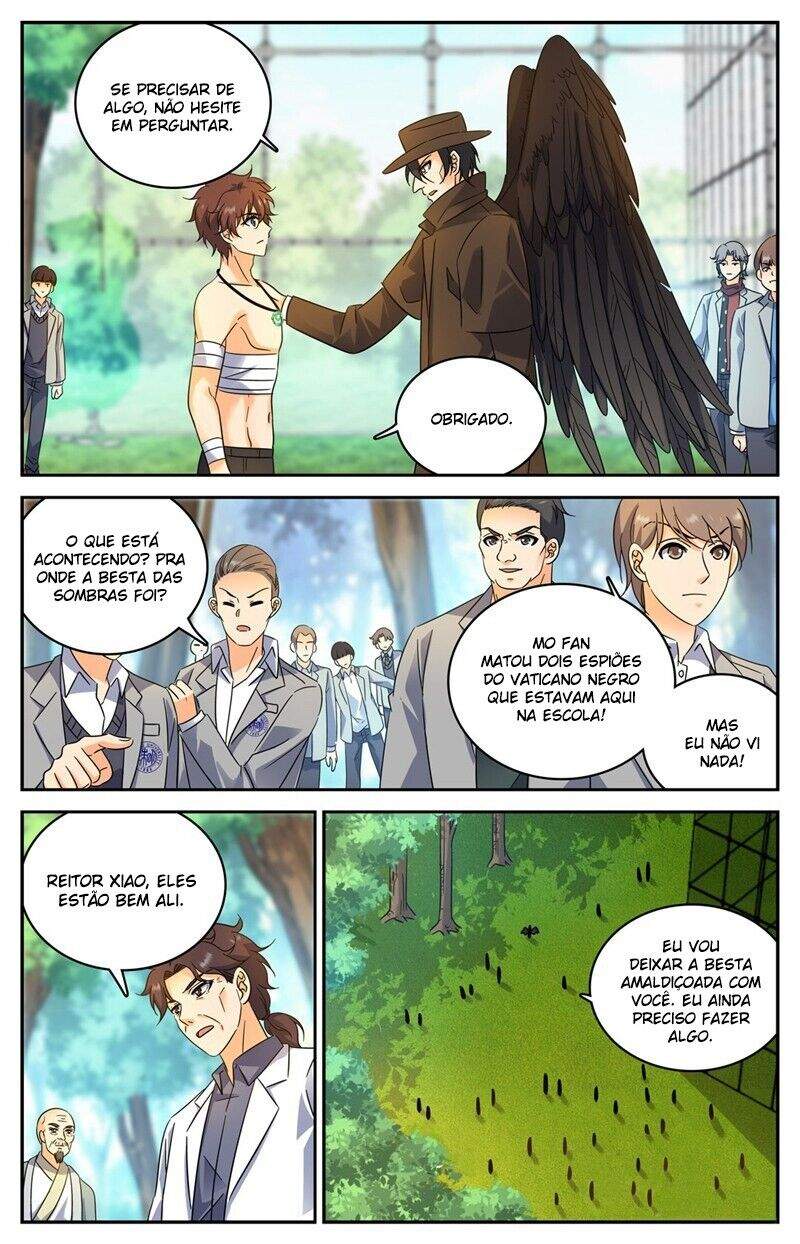 SE PRECISAR DE
ALGO, NÃO HESITE
EM PERGUNTAR.
OBRIGADO.
O QUE ESTÁ
ACONTECENDO? PRA
ONDE A BESTA DAS
SOMBRAS FOI?
MO FAN
MATOU DOIS ESPIÕES
DO VATICANO NEGRO
QUE ESTAVAM AQUI
NA ESCOLA!
MAS
EU NÃO VI
NADA!
REITOR XIAO, ELES
ESTÃO BEM ALI.
EU VOU
DEIXAR A BESTA
AMALDIÇOADA COM
VOCÊ. EU AINDA
PRECISO FAZER
ALGO.